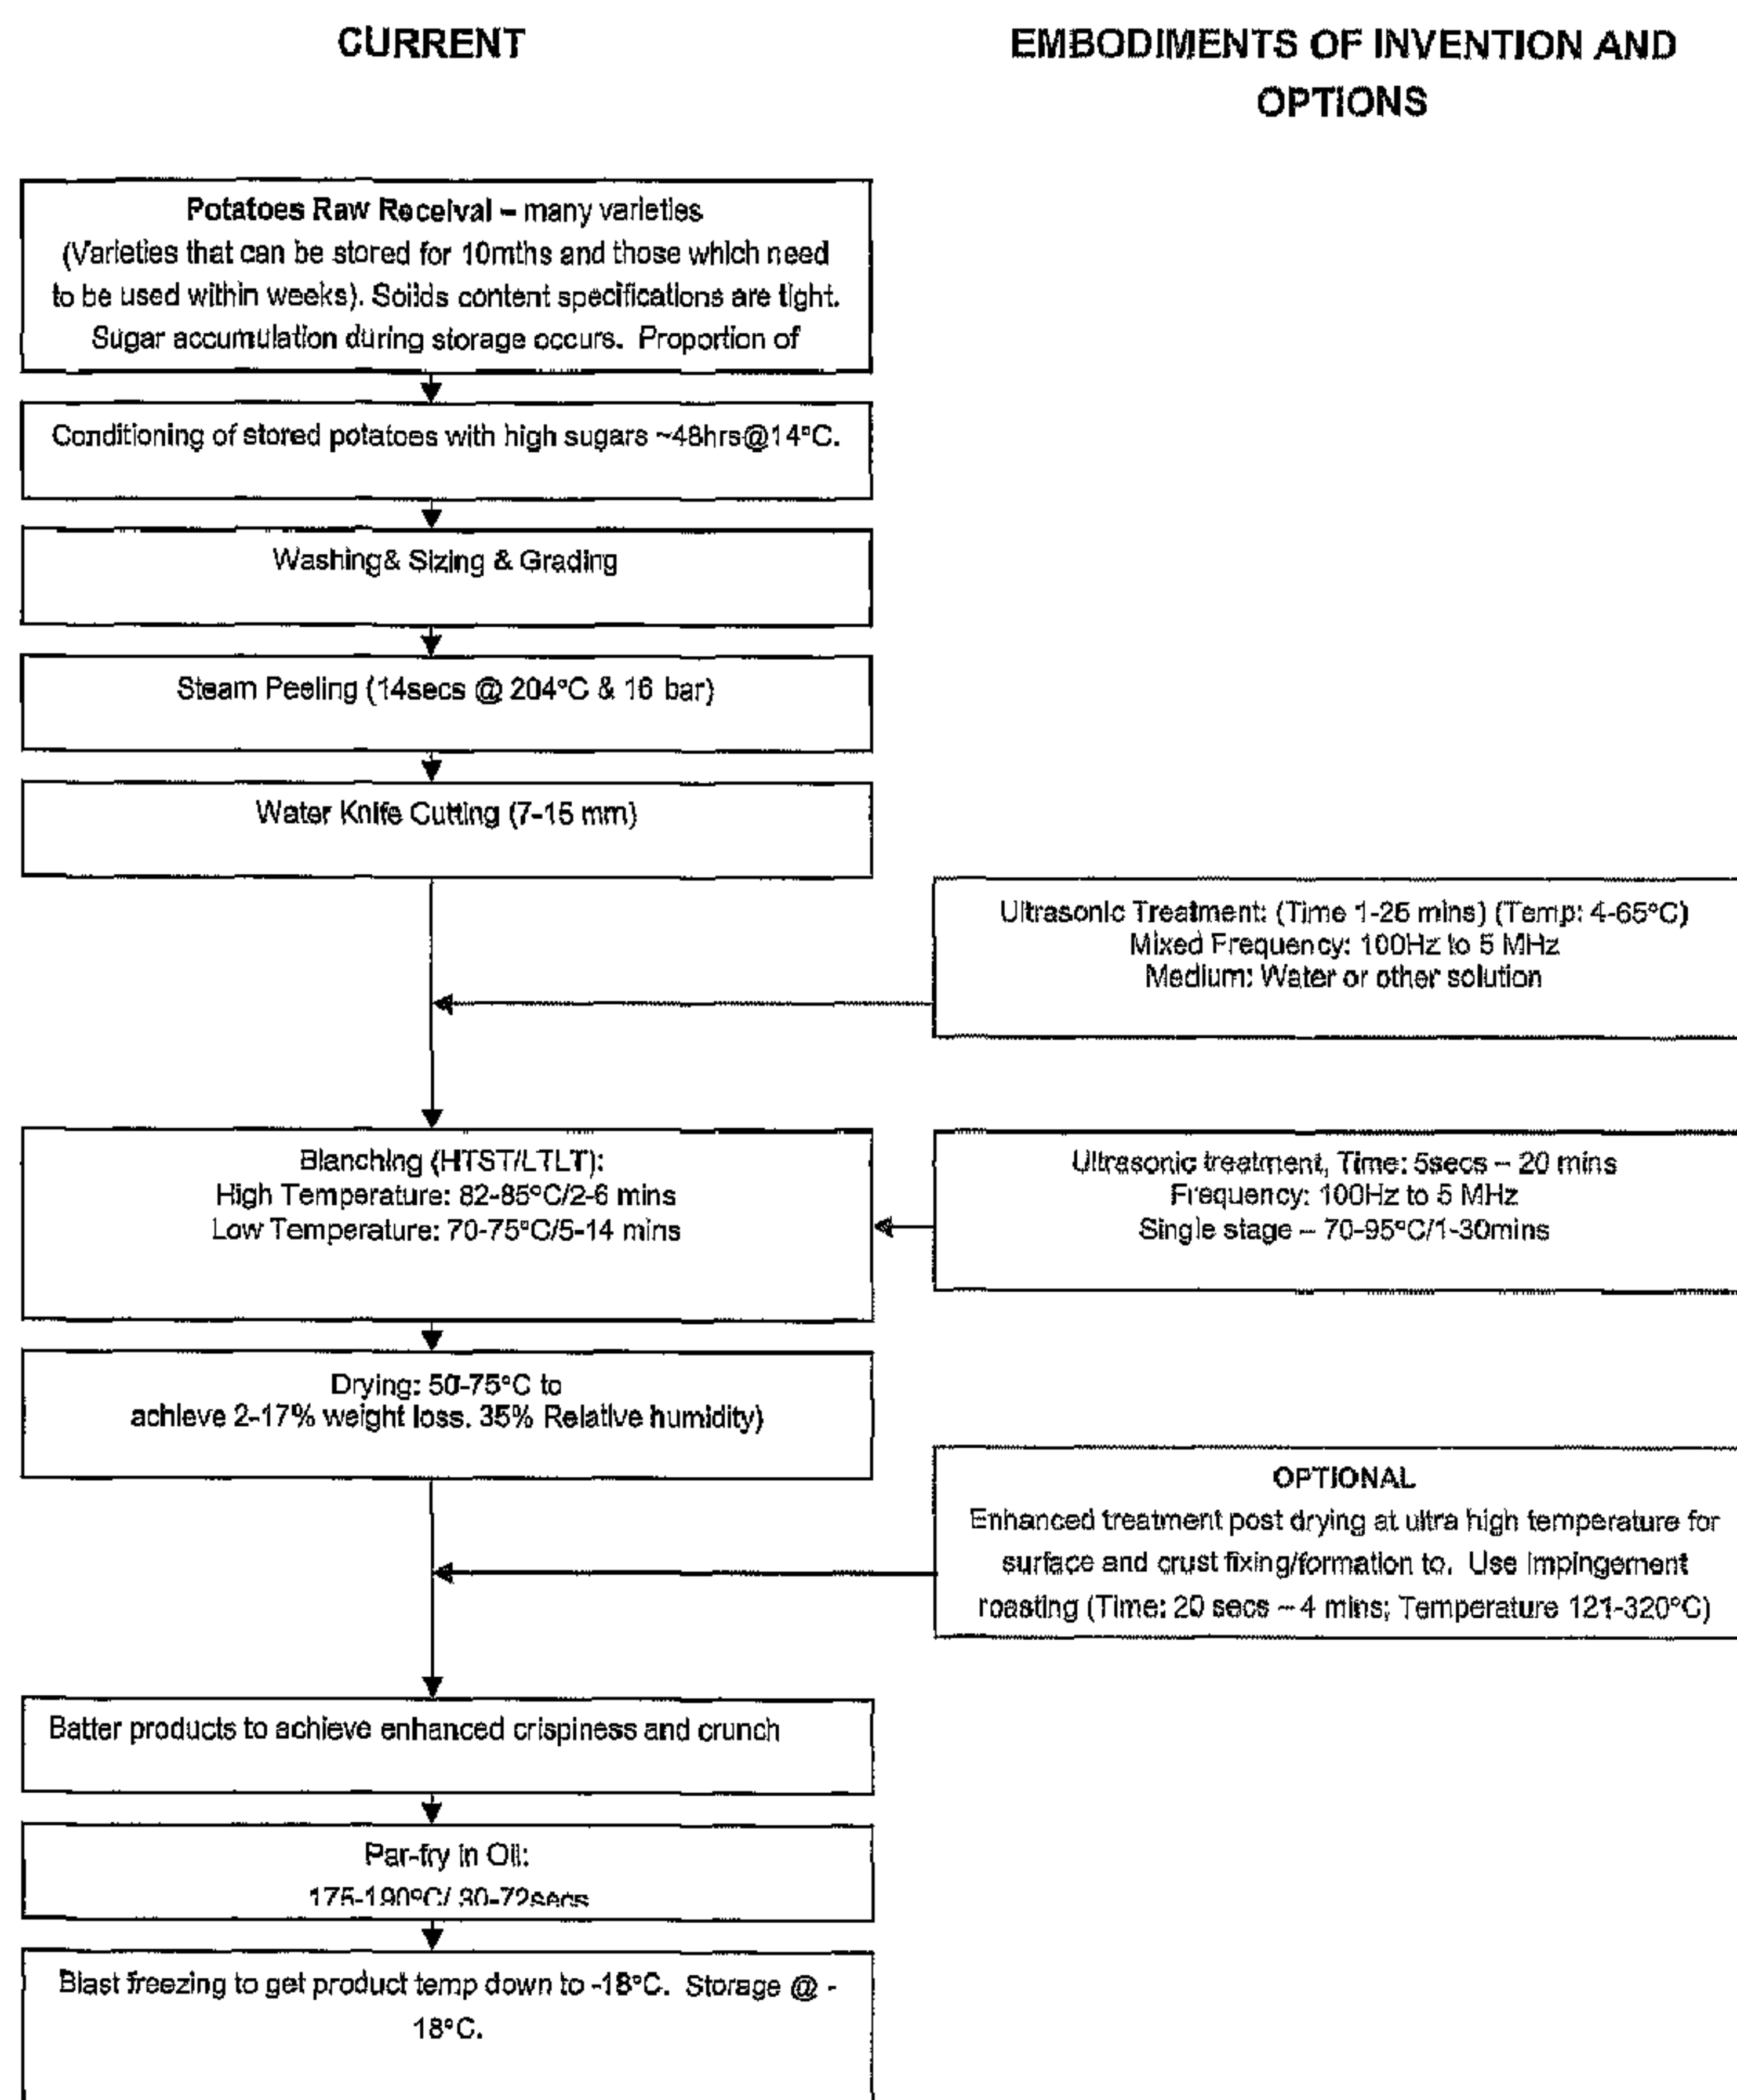 CURRENT
EMBODIMENTS OF INVENTION AND
OPTIONS
Potatoes Raw Receival – many varieties
(Varieties that can be stored for 10mths and those which need
to be used within weeks). Soilds content specifications are tight.
Sugar accumulation during storage occurs. Proportion of
Conditioning of stored potatoes with high sugars ~48hrs@14°C.
Washing& Sizing & Grading
Steam Peeling (14secs @ 204°C & 16 bar)
Water Knife Cutting (7-15 mm)
Ultrasonic Treatment: (Time 1-25 mins) (Temp: 4-65°C)
Mixed Frequency: 100Hz to 5 MHz
Medium: Water or other solution
Blanching (HTST/LTLT):
High Temperature: 82-85°C/2-6 mins
Low Temperature: 70-75°C/5-14 mins
Ultrasonic treatment, Time: 5secs – 20 mins
Frequency: 100Hz to 5 MHz
Single stage – 70-95°C/1-30mins
Drying: 50-75°C to
achieve 2-17% weight loss. 35% Relative humidity)
OPTIONAL
Enhanced treatment post drying at ultra high temperature for
surface and crust fixing/formation to. Use Impingement
roasting (Time: 20 secs – 4 mins; Temperature 121-320°C)
Batter products to achieve enhanced crispiness and crunch
Par-fry in Oil:
175-190°C/ 30-72secs
Blast freezing to get product temp down to -18°C. Storage @ -
18°C.